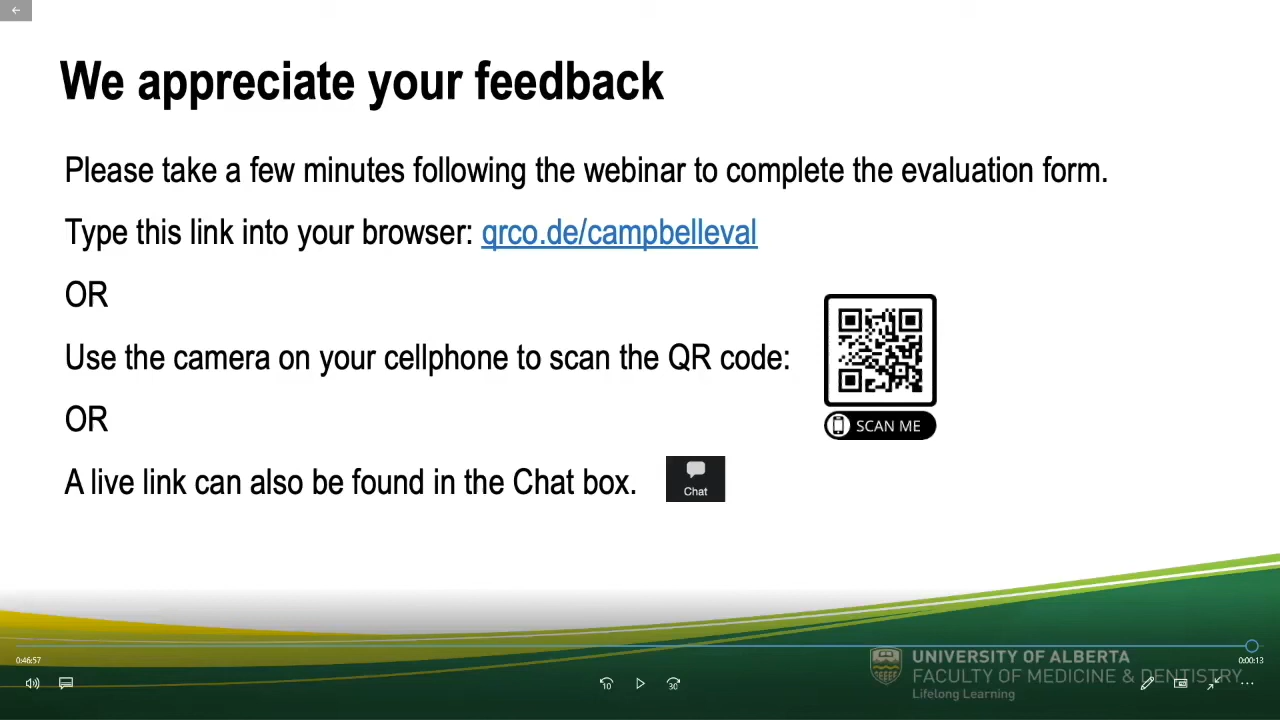 We appreciate your feedback
Please take a few minutes following the webinar to complete the evaluation form.
Type this link into your browser: qrco.de/campbelleval
OR
Use the camera on your cellphone to scan the QR code:
SCAN ME
OR
A live link can also be found in the Chat box.
Chat
UNIVERSITY OF ALBERTA
FACULTY OF MEDICINE & DENTISTRY
Lifelong Learning
0:46:57
0:00:13
10
30